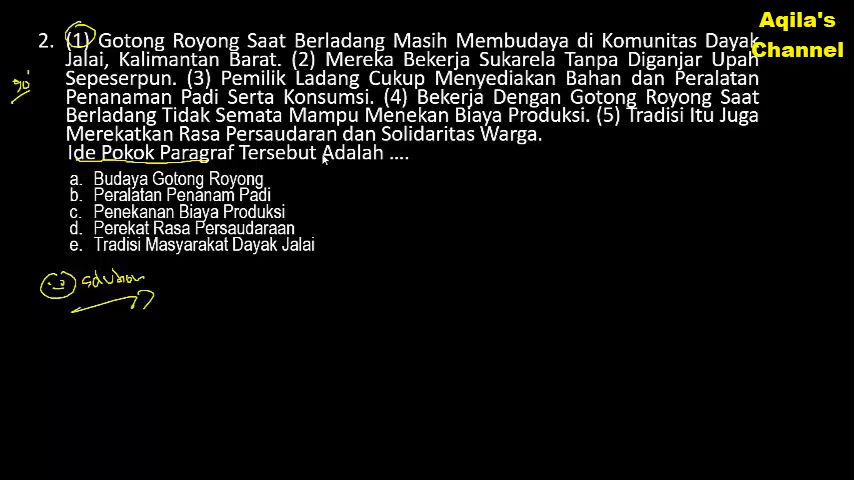 Aqila's
Channel
2. (1) Gotong Royong Saat Berladang Masih Membudaya di Komunitas Dayak
Jalai, Kalimantan Barat. (2) Mereka Bekerja Sukarela Tanpa Diganjar Upah
Sepeserpun. (3) Pemilik Ladang Cukup Menyediakan Bahan dan Peralatan
Penanaman Padi Serta Konsumsi. (4) Bekerja Dengan Gotong Royong Saat
Berladang Tidak Semata Mampu Menekan Biaya Produksi. (5) Tradisi Itu Juga
Merekatkan Rasa Persaudaran dan Solidaritas Warga.
Ide Pokok Paragraf Tersebut Adalah ....
a. Budaya Gotong Royong
b. Peralatan Penanam Padi
c. Penekanan Biaya Produksi
d. Perekat Rasa Persaudaraan
e. Tradisi Masyarakat Dayak Jalai